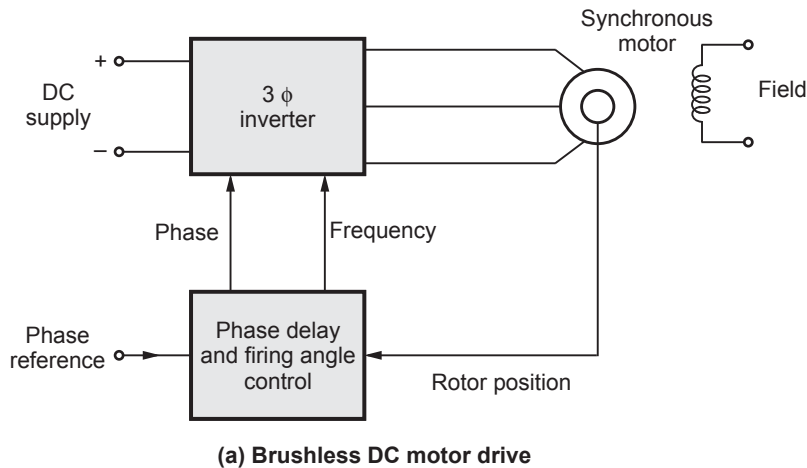 Synchronous
motor
+
DC
supply
−
3 ϕ
inverter
Field
Phase
Frequency
Phase
reference
Phase delay
and firing angle
control
Rotor position
(a) Brushless DC motor drive